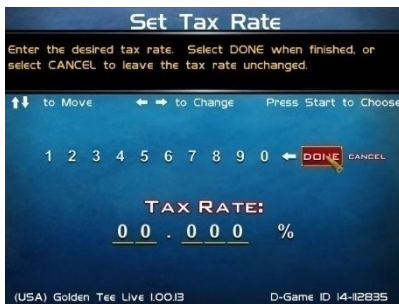 Set Tax Rate
Enter the desired tax rate. Select DONE when finished, or
select CANCEL to leave the tax rate unchanged.
⬆⬇ to Move ⬅ ➡ to Change Press Start to Choose
1 2 3 4 5 6 7 8 9 0 ⬅ DONE CANCEL
TAX RATE:
00.000 %
(USA) Golden Tee Live 1.00.13 D-Game ID 14-112835